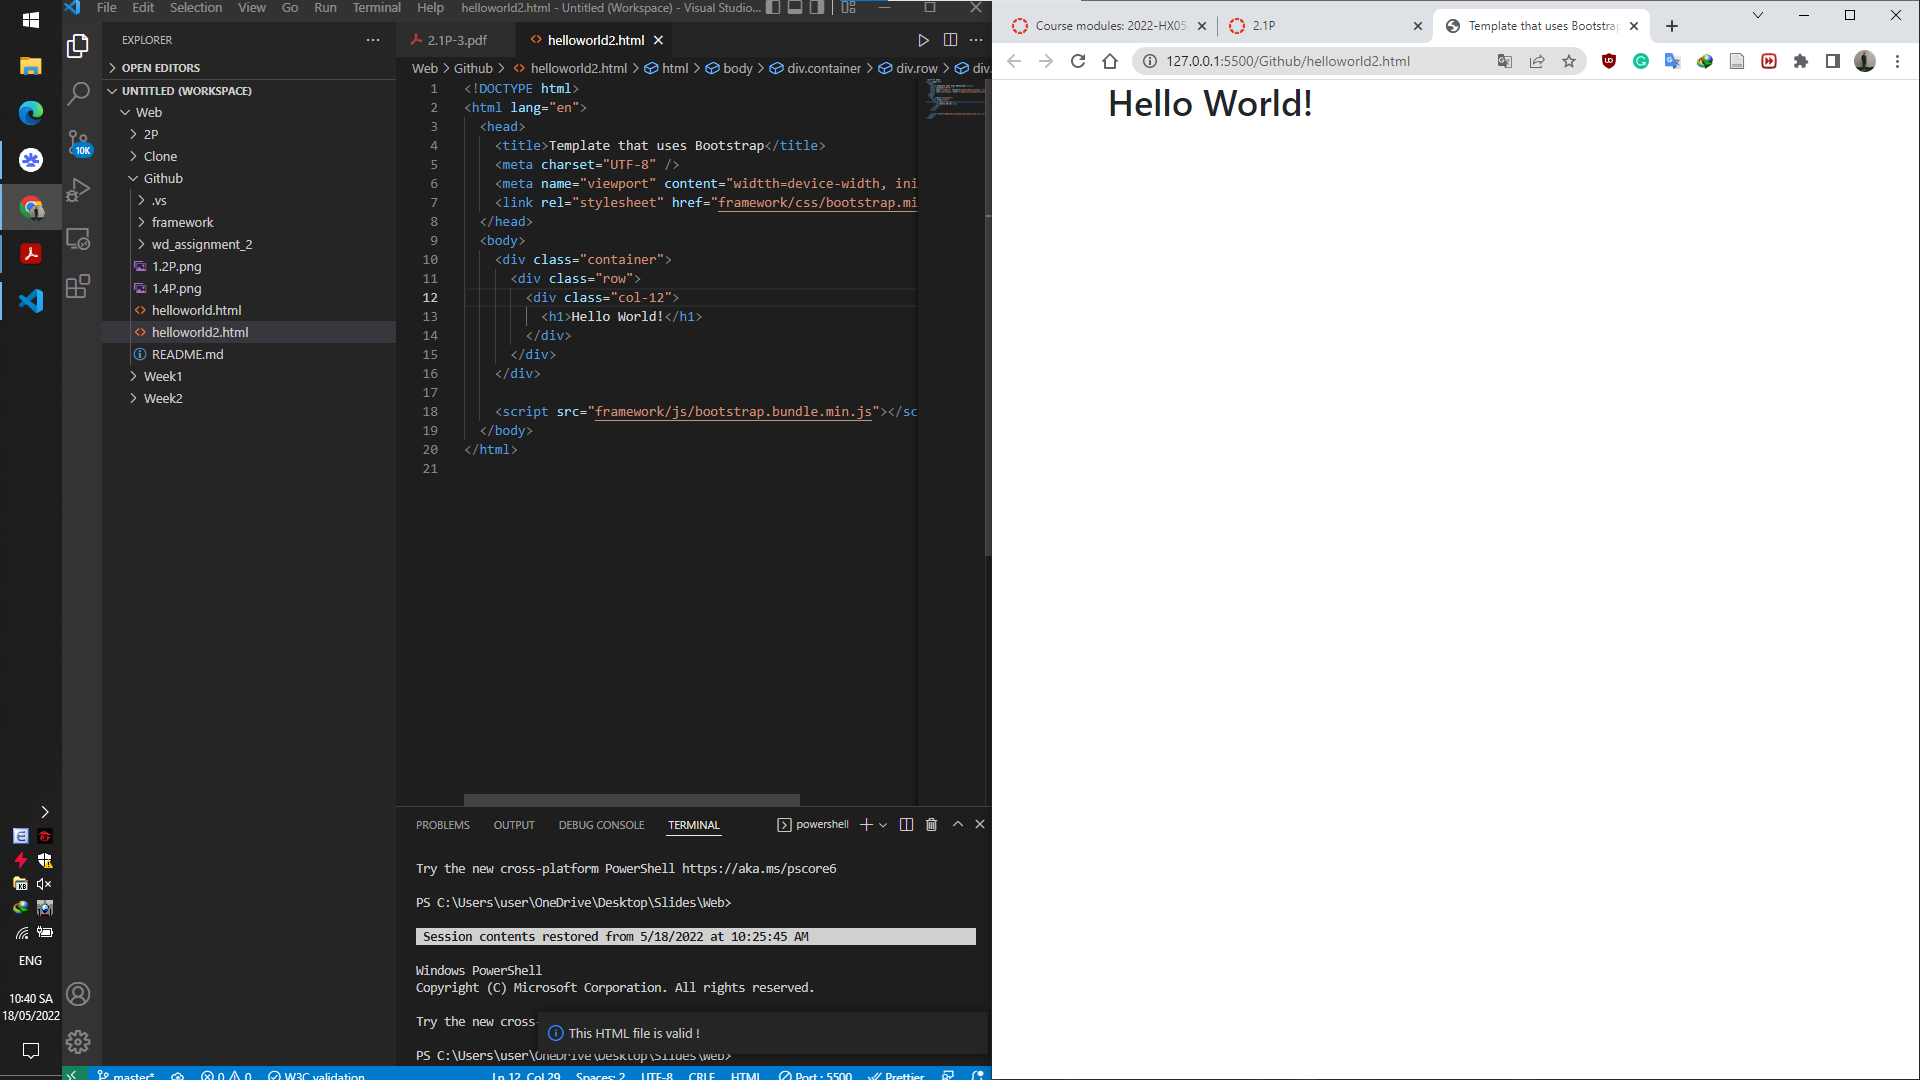 File Edit Selection View Go Run Terminal Help helloworld2.html - Untitled (Workspace) - Visual Studio...
EXPLORER
OPEN EDITORS
UNTITLED (WORKSPACE)
Web
2P
Clone
Github
.vs
framework
wd_assignment_2
1.2P.png
1.4P.png
helloworld.html
helloworld2.html
README.md
Week1
Week2
10K
2.1P-3.pdf
helloworld2.html
Web > Github > helloworld2.html > html > body > div.container > div.row > div.
1 <!DOCTYPE html>
2 <html lang="en">
3 <head>
4 <title>Template that uses Bootstrap</title>
5 <meta charset="UTF-8" />
6 <meta name="viewport" content="widtth=device-width, ini
7 <link rel="stylesheet" href="framework/css/bootstrap.mi
8 </head>
9 <body>
10 <div class="container">
11 <div class="row">
12 <div class="col-12">
13 <h1>Hello World!</h1>
14 </div>
15 </div>
16 </div>
17
18 <script src="framework/js/bootstrap.bundle.min.js"></sc
19 </body>
20 </html>
21
PROBLEMS OUTPUT DEBUG CONSOLE TERMINAL powershell
Try the new cross-platform PowerShell https://aka.ms/pscore6
PS C:\Users\user\OneDrive\Desktop\Slides\Web>
Session contents restored from 5/18/2022 at 10:25:45 AM
Windows PowerShell
Copyright (C) Microsoft Corporation. All rights reserved.
Try the new cross-
This HTML file is valid !
PS C:\Users\user\OneDrive\Desktop\Slides\Web>
master* 0 0 W3C validation Ln 12, Col 29 Spaces: 2 UTF-8 CRLF HTML Port : 5500 Prettier
ENG
10:40 SA
18/05/2022
Course modules: 2022-HX05
2.1P
Template that uses Bootstrap
127.0.0.1:5500/Github/helloworld2.html
Hello World!